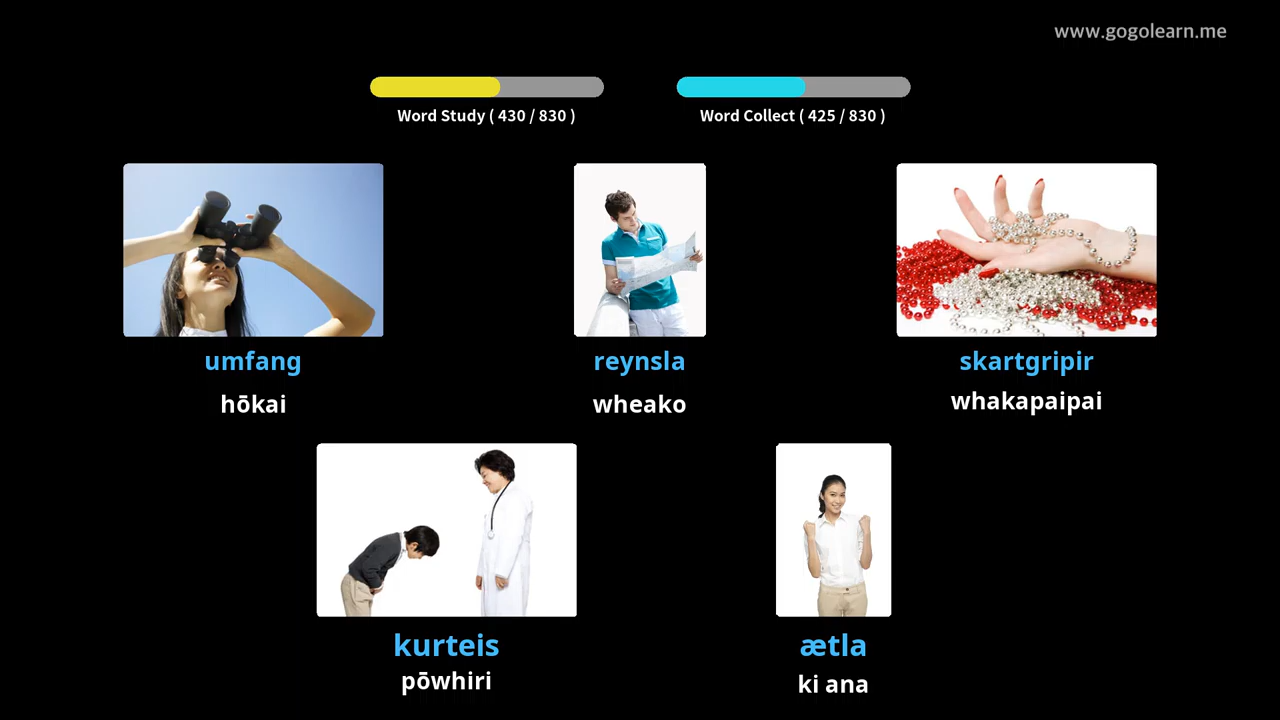 www.gogolearn.me
Word Study ( 430 / 830 )
Word Collect ( 425 / 830 )
umfang
hōkai
reynsla
wheako
skartgripir
whakapaipai
kurteis
pōwhiri
ætla
ki ana